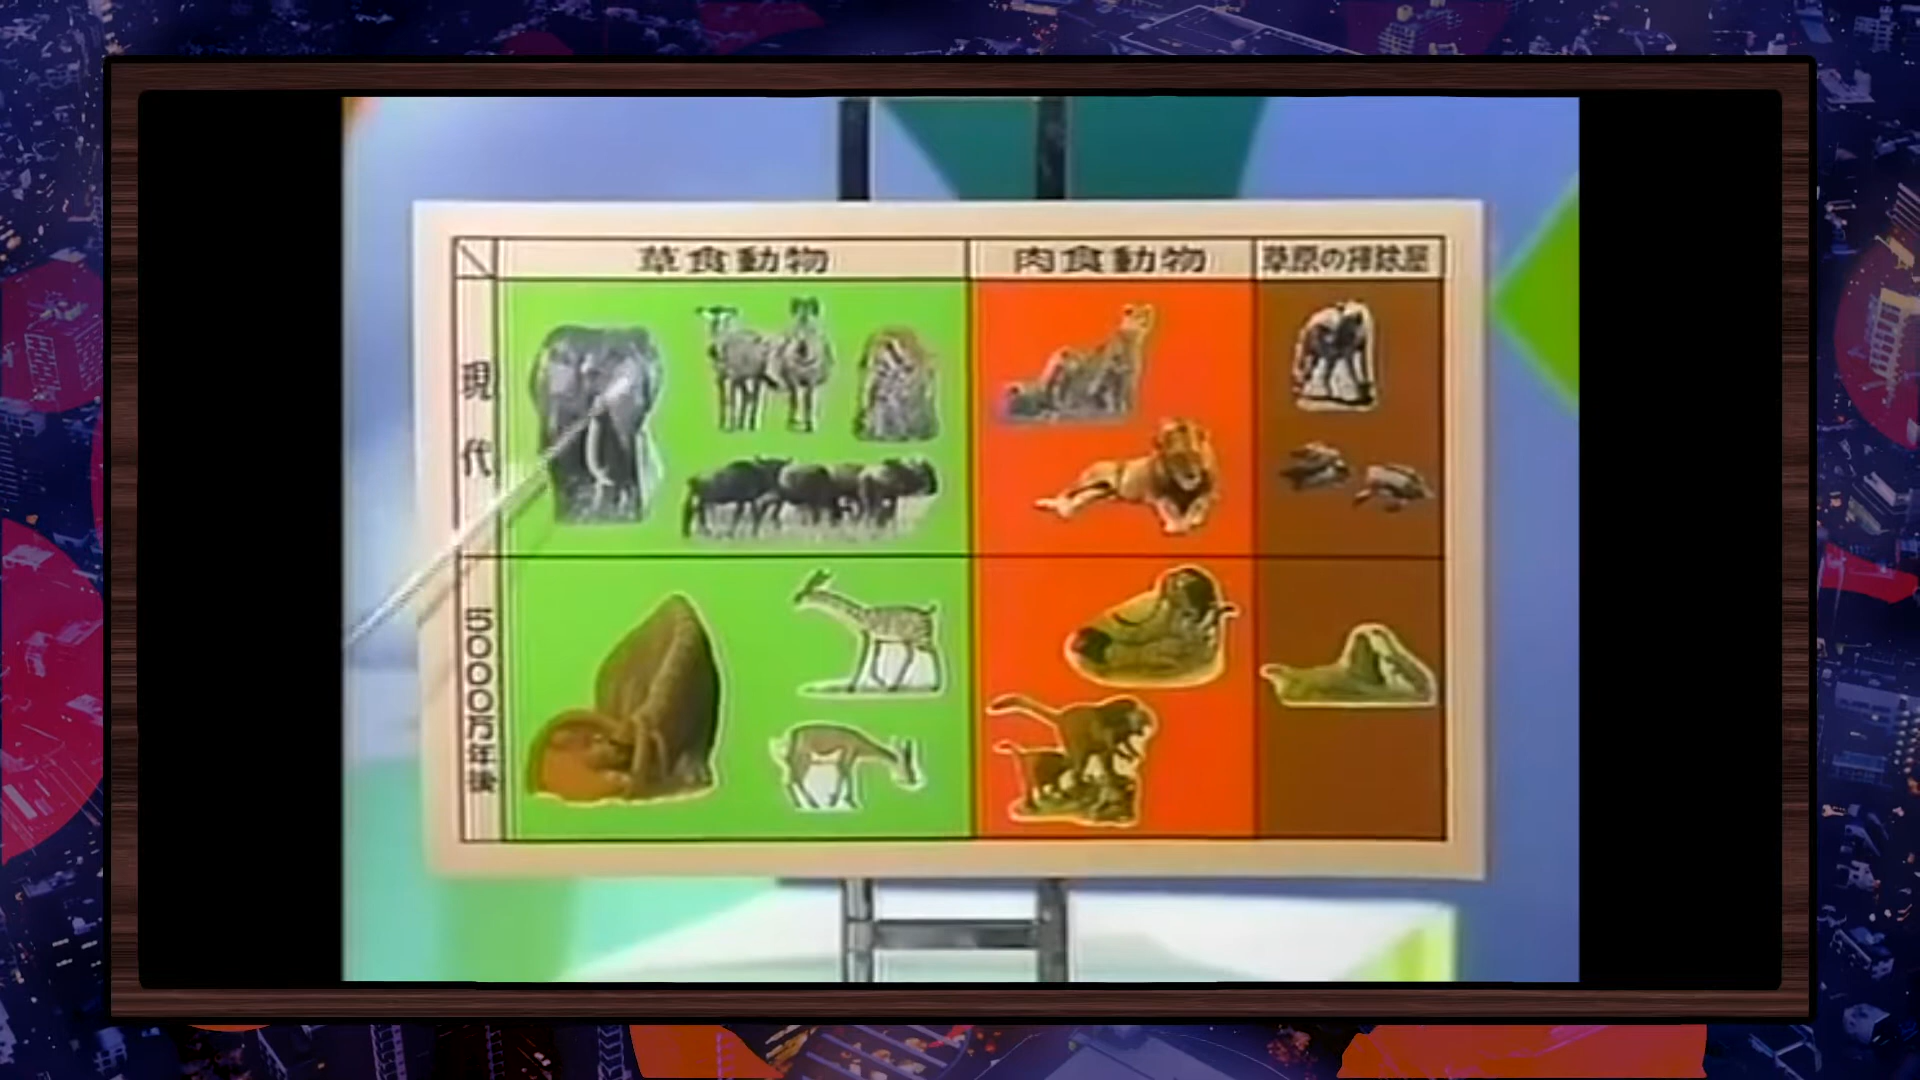 草食動物
肉食動物
草原の掃除屋
現代
5000万年後